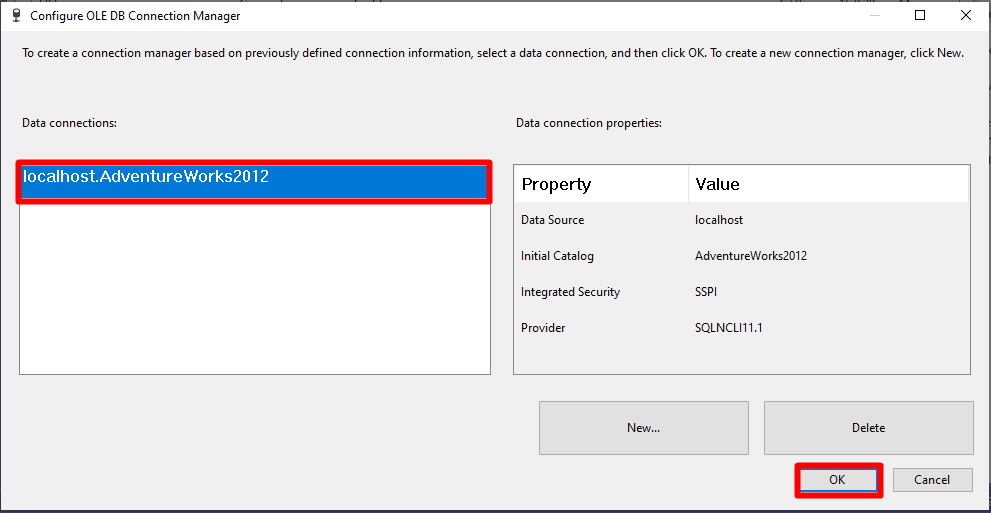 Configure OLE DB Connection Manager
To create a connection manager based on previously defined connection information, select a data connection, and then click OK. To create a new connection manager, click New.
Data connections:
Data connection properties:
localhost.AdventureWorks2012
Property Value
Data Source localhost
Initial Catalog AdventureWorks2012
Integrated Security SSPI
Provider SQLNCLI11.1
New...
Delete
OK
Cancel